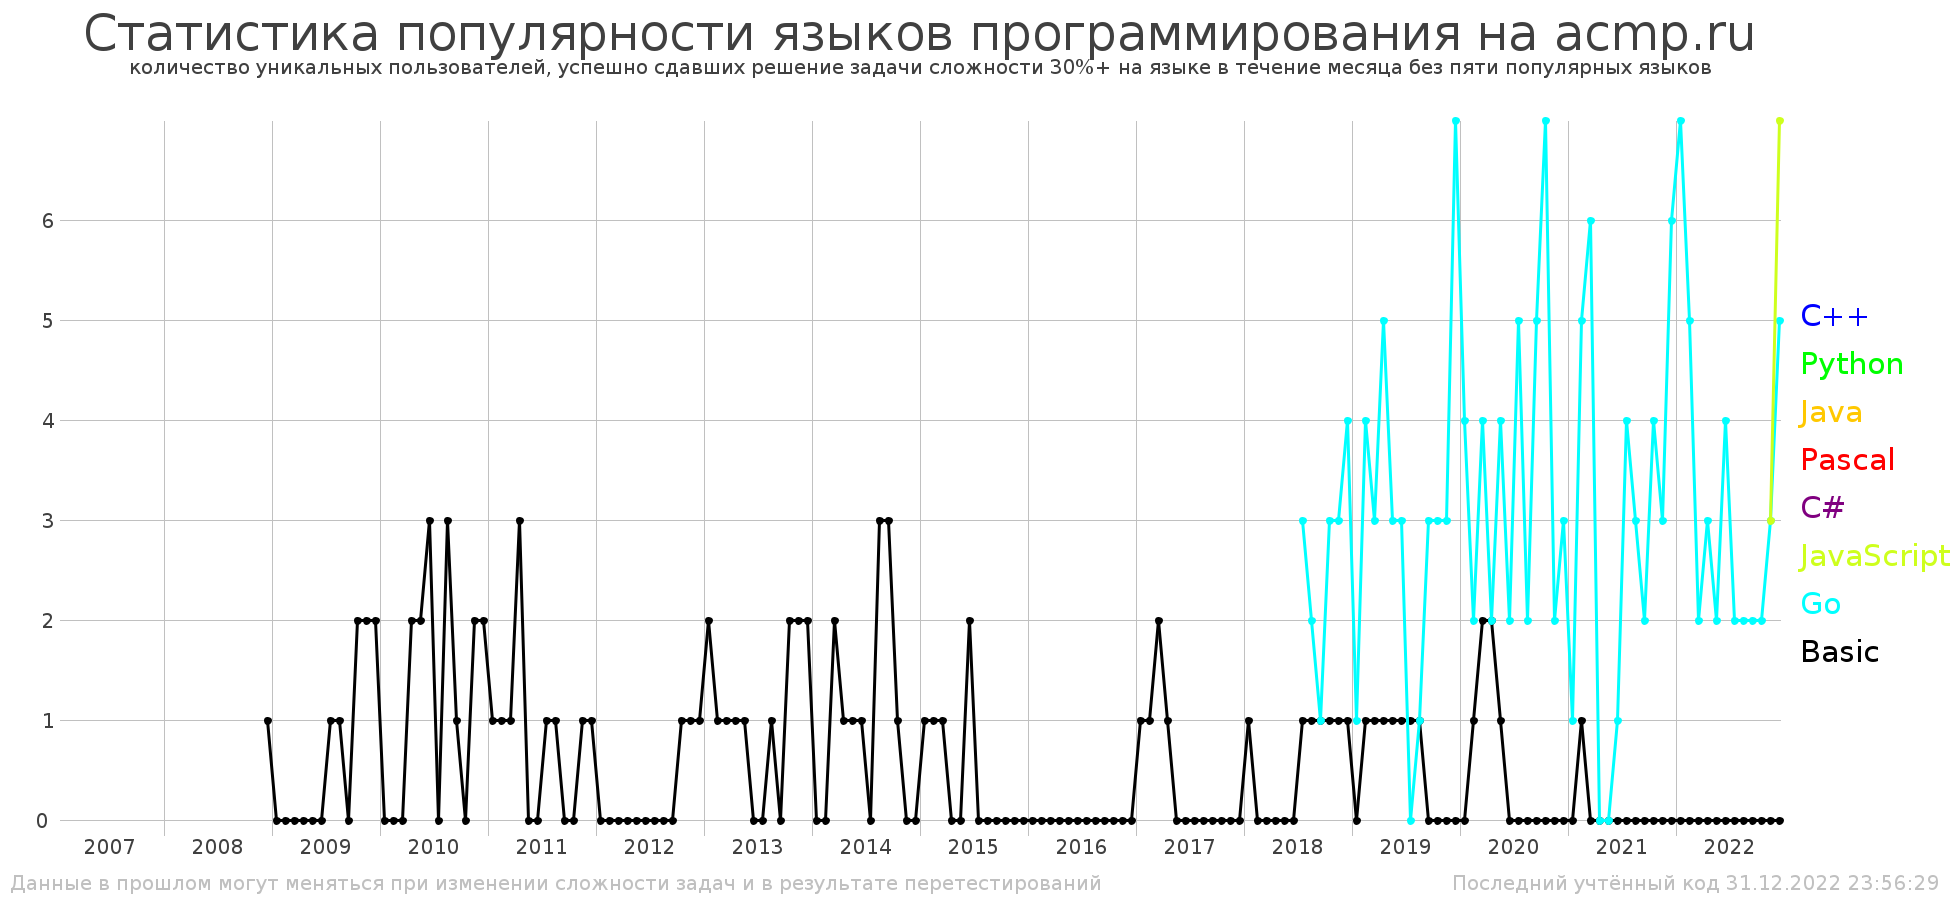 Статистика популярности языков программирования на acmp.ru
количество уникальных пользователей, успешно сдавших решение задачи сложности 30%+ на языке в течение месяца без пяти популярных языков
6
5
4
3
2
1
0
C++
Python
Java
Pascal
C#
JavaScript
Go
Basic
2007 2008 2009 2010 2011 2012 2013 2014 2015 2016 2017 2018 2019 2020 2021 2022
Данные в прошлом могут меняться при изменении сложности задач и в результате перетестирований
Последний учтённый код 31.12.2022 23:56:29